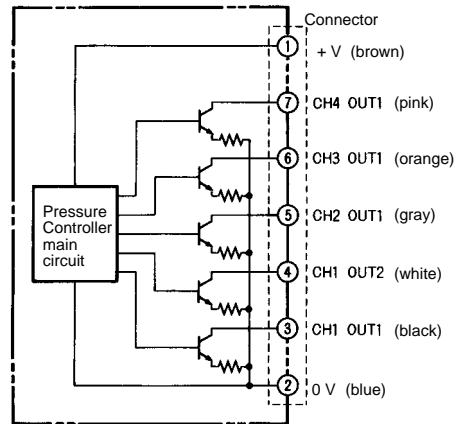 Connector
1 + V (brown)
7 CH4 OUT1 (pink)
6 CH3 OUT1 (orange)
5 CH2 OUT1 (gray)
4 CH1 OUT2 (white)
3 CH1 OUT1 (black)
2 0 V (blue)
Pressure
Controller
main
circuit